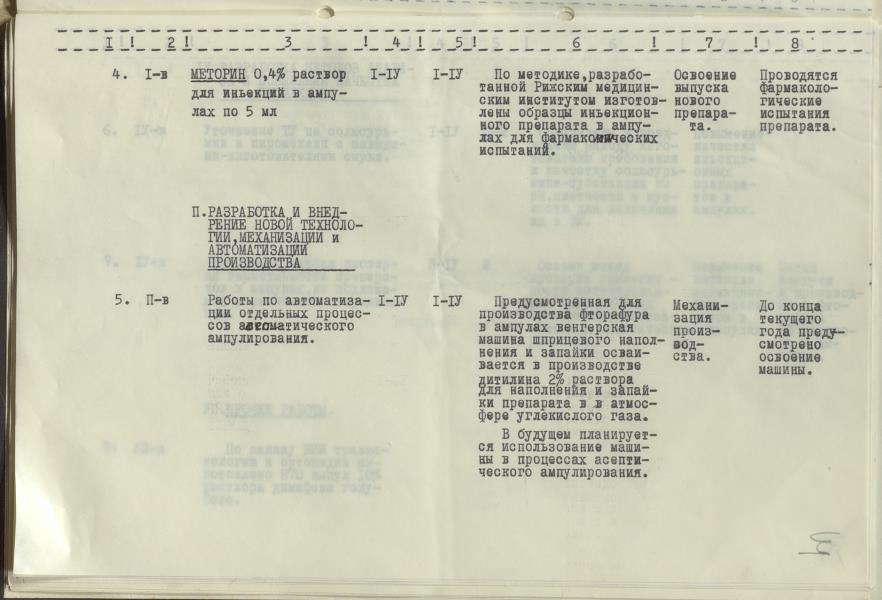 I ! 2 ! 3 ! 4 ! 5 ! 6 ! 7 ! 8
4. I-в МЕТОРИН 0,4% раствор I-IУ I-IУ По методике,разрабо- Освоение Проводятся
для иньекций в ампу- танной Рижским медицин- выпуска фармаколо-
лах по 5 мл ским институтом изготов- нового гические
лены образцы иньекцион- препара- испытания
ного препарата в ампу- та. препарата.
лах для фармакологических
испытаний.
П.РАЗРАБОТКА И ВНЕД-
РЕНИЕ НОВОЙ ТЕХНОЛО-
ГИИ,МЕХАНИЗАЦИИ и
АВТОМАТИЗАЦИИ
ПРОИЗВОДСТВА
5. П-в Работы по автоматиза- I-IУ I-IУ Предусмотренная для Механи- До конца
ции отдельных процес- производства фторафура зация текущего
сов автоматического в ампулах венгерская произ- года преду-
ампулирования. машина шприцевого напол- вод- смотрено
нения и запайки осваи- ства. освоение
вается в производстве машины.
дитилина 2% раствора
для наполнения и запай-
ки препарата в в атмос-
фере углекислого газа.
В будущем планирует-
ся использование маши-
ны в процессах асепти-
ческого ампулирования.